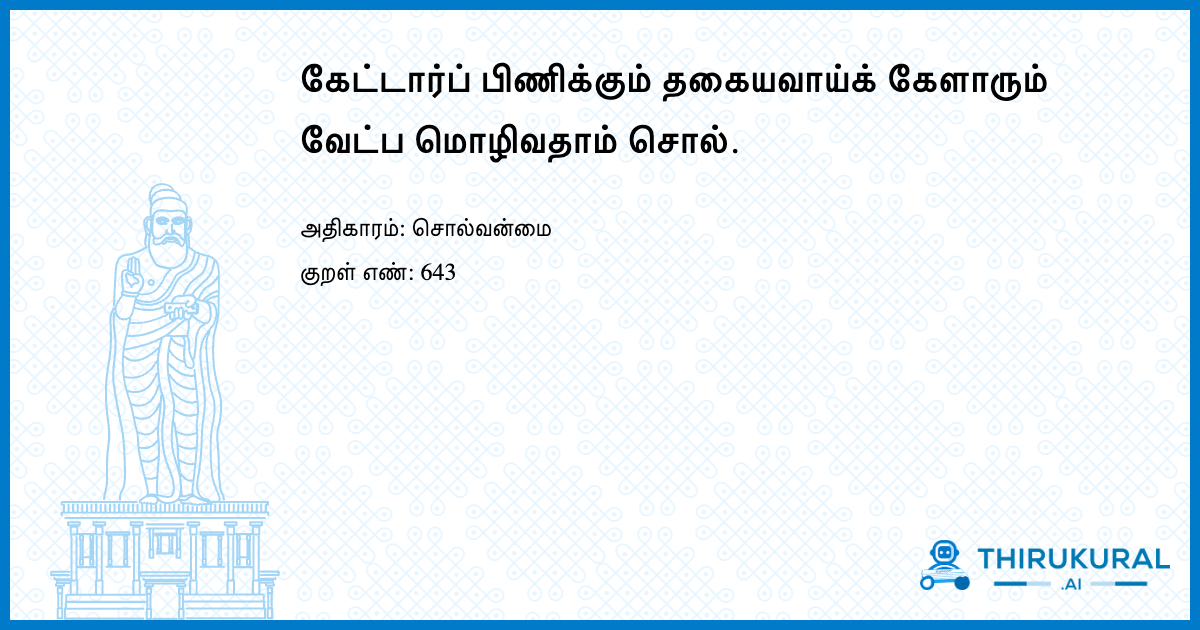 கேட்டார்ப் பிணிக்கும் தகையவாய்க் கேளாரும்
வேட்ப மொழிவதாம் சொல்.
அதிகாரம்: சொல்வன்மை
குறள் எண்: 643
THIRUKURAL
.AI